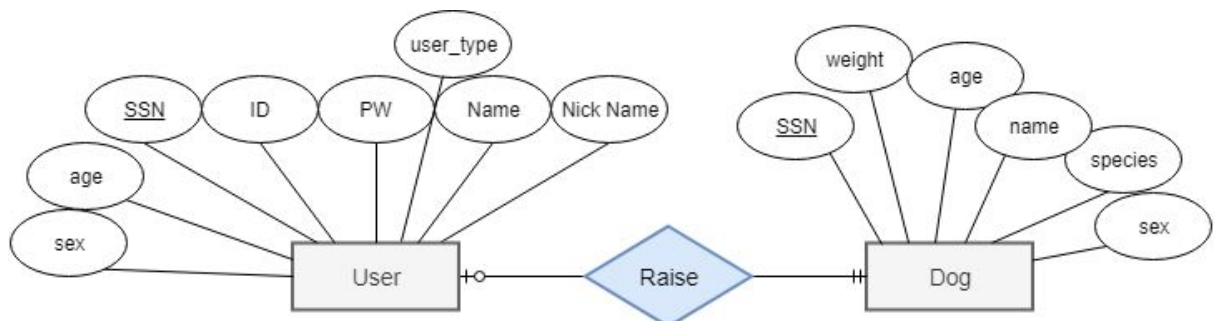 user_type
SSN
ID
PW
Name
Nick Name
age
sex
User
Raise
weight
age
SSN
name
species
sex
Dog